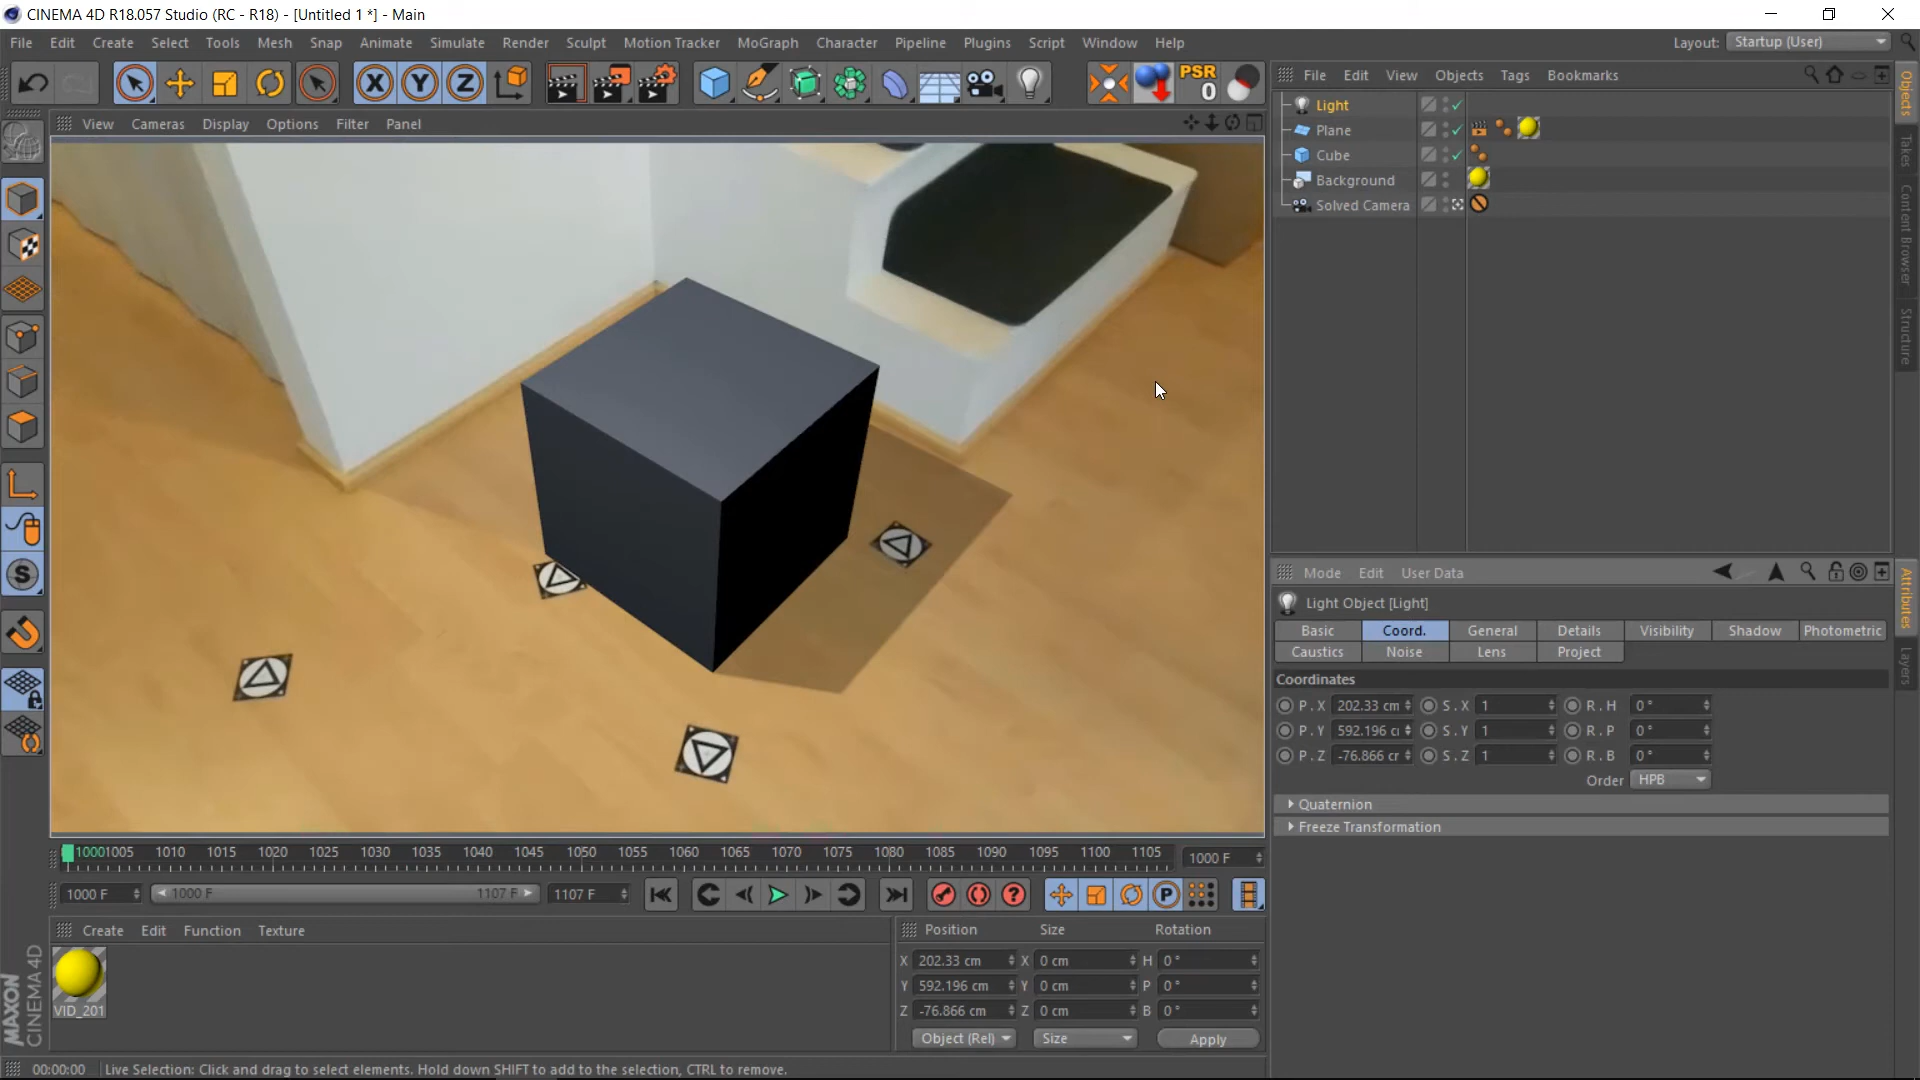 CINEMA 4D R18.057 Studio (RC - R18) - [Untitled 1 *] - Main
File Edit Create Select Tools Mesh Snap Animate Simulate Render Sculpt Motion Tracker MoGraph Character Pipeline Plugins Script Window Help Layout: Startup (User)
X Y Z PSR 0
File Edit View Objects Tags Bookmarks
View Cameras Display Options Filter Panel
Light
Plane
Cube
Background
Solved Camera
Objects
Takes
Content Browser
Structure
S
Mode Edit User Data
Light Object [Light]
Basic Coord. General Details Visibility Shadow Photometric
Caustics Noise Lens Project
Coordinates
P . X 202.33 cm S . X 1 R . H 0 °
P . Y 592.196 cı S . Y 1 R . P 0 °
P . Z -76.866 cr S . Z 1 R . B 0 °
Order HPB
Quaternion
Freeze Transformation
Attributes
Layers
1000 1005 1010 1015 1020 1025 1030 1035 1040 1045 1050 1055 1060 1065 1070 1075 1080 1085 1090 1095 1100 1105 1000 F
1000 F 1000 F 1107 F 1107 F ? P
Create Edit Function Texture
VID_201
Position Size Rotation
X 202.33 cm X 0 cm H 0 °
Y 592.196 cm Y 0 cm P 0 °
Z -76.866 cm Z 0 cm B 0 °
Object (Rel) Size Apply
MAXON
CINEMA 4D
00:00:00 Live Selection: Click and drag to select elements. Hold down SHIFT to add to the selection, CTRL to remove.